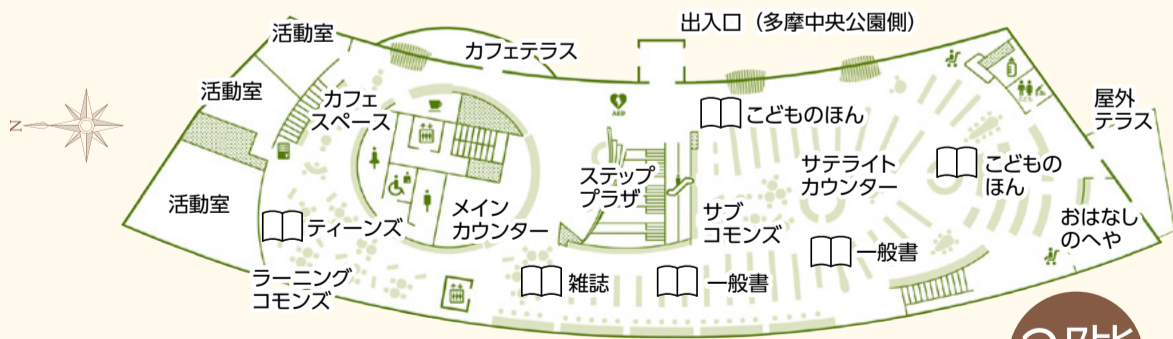 活動室
カフェテラス
出入口（多摩中央公園側）
活動室
カフェ
スペース
AED
こどものほん
屋外
テラス
N
ステップ
プラザ
サテライト
カウンター
こどもの
ほん
活動室
ティーンズ
メイン
カウンター
サブ
コモンズ
おはなし
のへや
一般書
ラーニング
コモンズ
雑誌
一般書